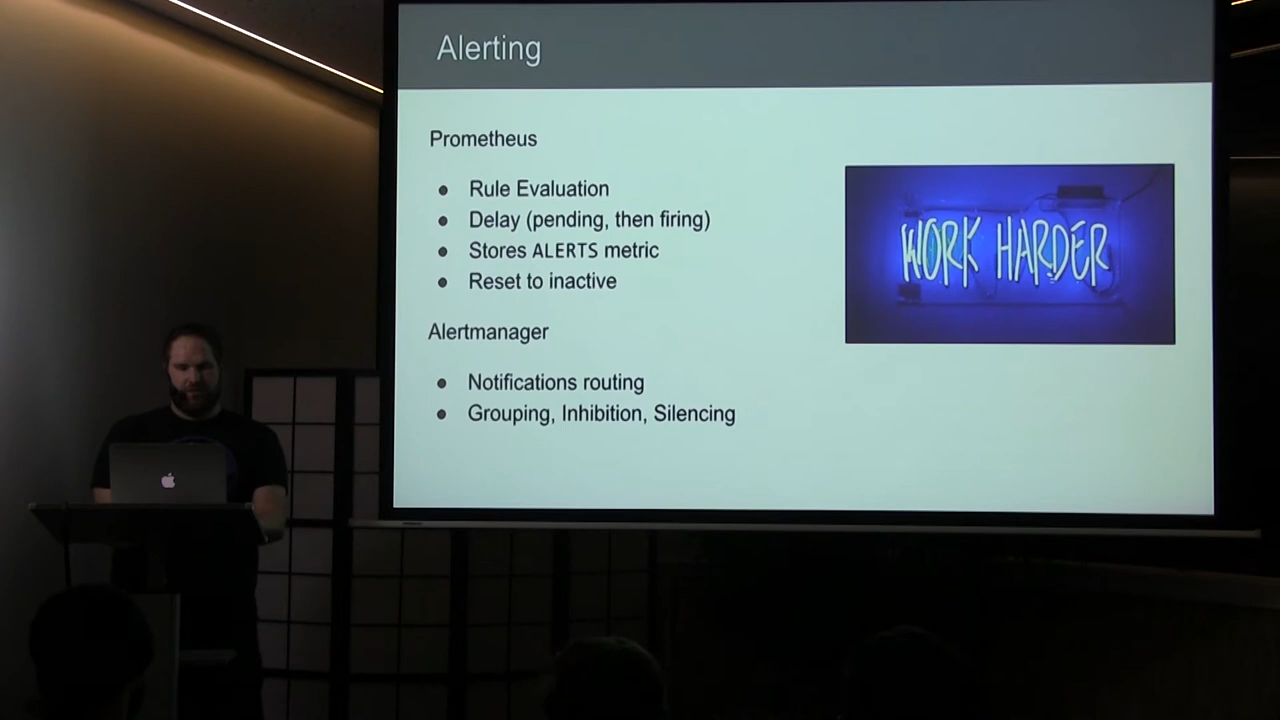 Alerting
Prometheus
Rule Evaluation
Delay (pending, then firing)
Stores ALERTS metric
Reset to inactive
WORK HARDER
Alertmanager
Notifications routing
Grouping, Inhibition, Silencing